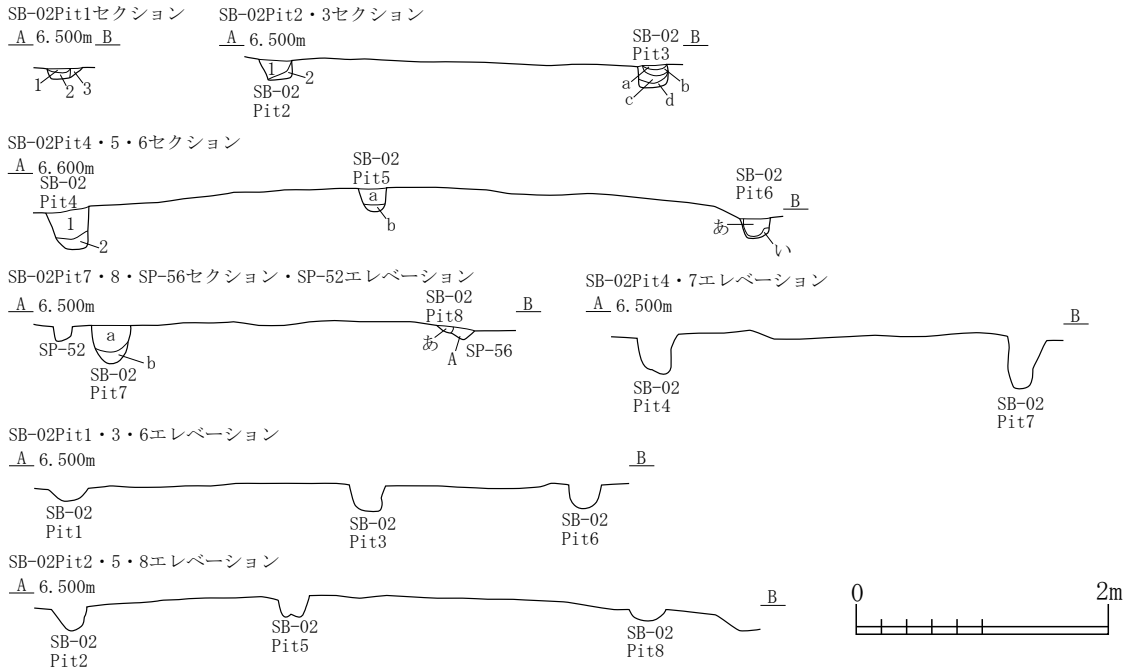 SB-02Pit1セクション
A 6.500m B
1 2 3
SB-02Pit2・3セクション
A 6.500m
SB-02
Pit3
B
1 2
SB-02
Pit2
a b
c d
SB-02Pit4・5・6セクション
A 6.600m
SB-02
Pit4
1
2
SB-02
Pit5
a
b
SB-02
Pit6
B
あ
い
SB-02Pit7・8・SP-56セクション・SP-52エレベーション
A 6.500m
SB-02
Pit8
B
SP-52
a
b
SB-02
Pit7
あ
A SP-56
SB-02Pit4・7エレベーション
A 6.500m
B
SB-02
Pit4
SB-02
Pit7
SB-02Pit1・3・6エレベーション
A 6.500m
B
SB-02
Pit1
SB-02
Pit3
SB-02
Pit6
SB-02Pit2・5・8エレベーション
A 6.500m
B
SB-02
Pit2
SB-02
Pit5
SB-02
Pit8
0 2m